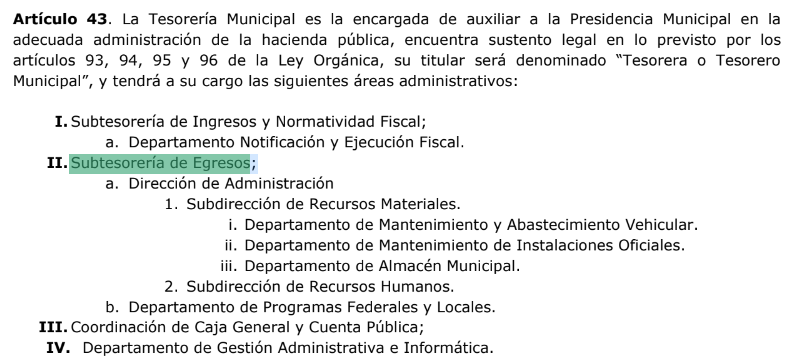 Artículo 43. La Tesorería Municipal es la encargada de auxiliar a la Presidencia Municipal en la
adecuada administración de la hacienda pública, encuentra sustento legal en lo previsto por los
artículos 93, 94, 95 y 96 de la Ley Orgánica, su titular será denominado “Tesorera o Tesorero
Municipal”, y tendrá a su cargo las siguientes áreas administrativos:
I. Subtesorería de Ingresos y Normatividad Fiscal;
a. Departamento Notificación y Ejecución Fiscal.
II. Subtesorería de Egresos;
a. Dirección de Administración
1. Subdirección de Recursos Materiales.
i. Departamento de Mantenimiento y Abastecimiento Vehicular.
ii. Departamento de Mantenimiento de Instalaciones Oficiales.
iii. Departamento de Almacén Municipal.
2. Subdirección de Recursos Humanos.
b. Departamento de Programas Federales y Locales.
III. Coordinación de Caja General y Cuenta Pública;
IV. Departamento de Gestión Administrativa e Informática.